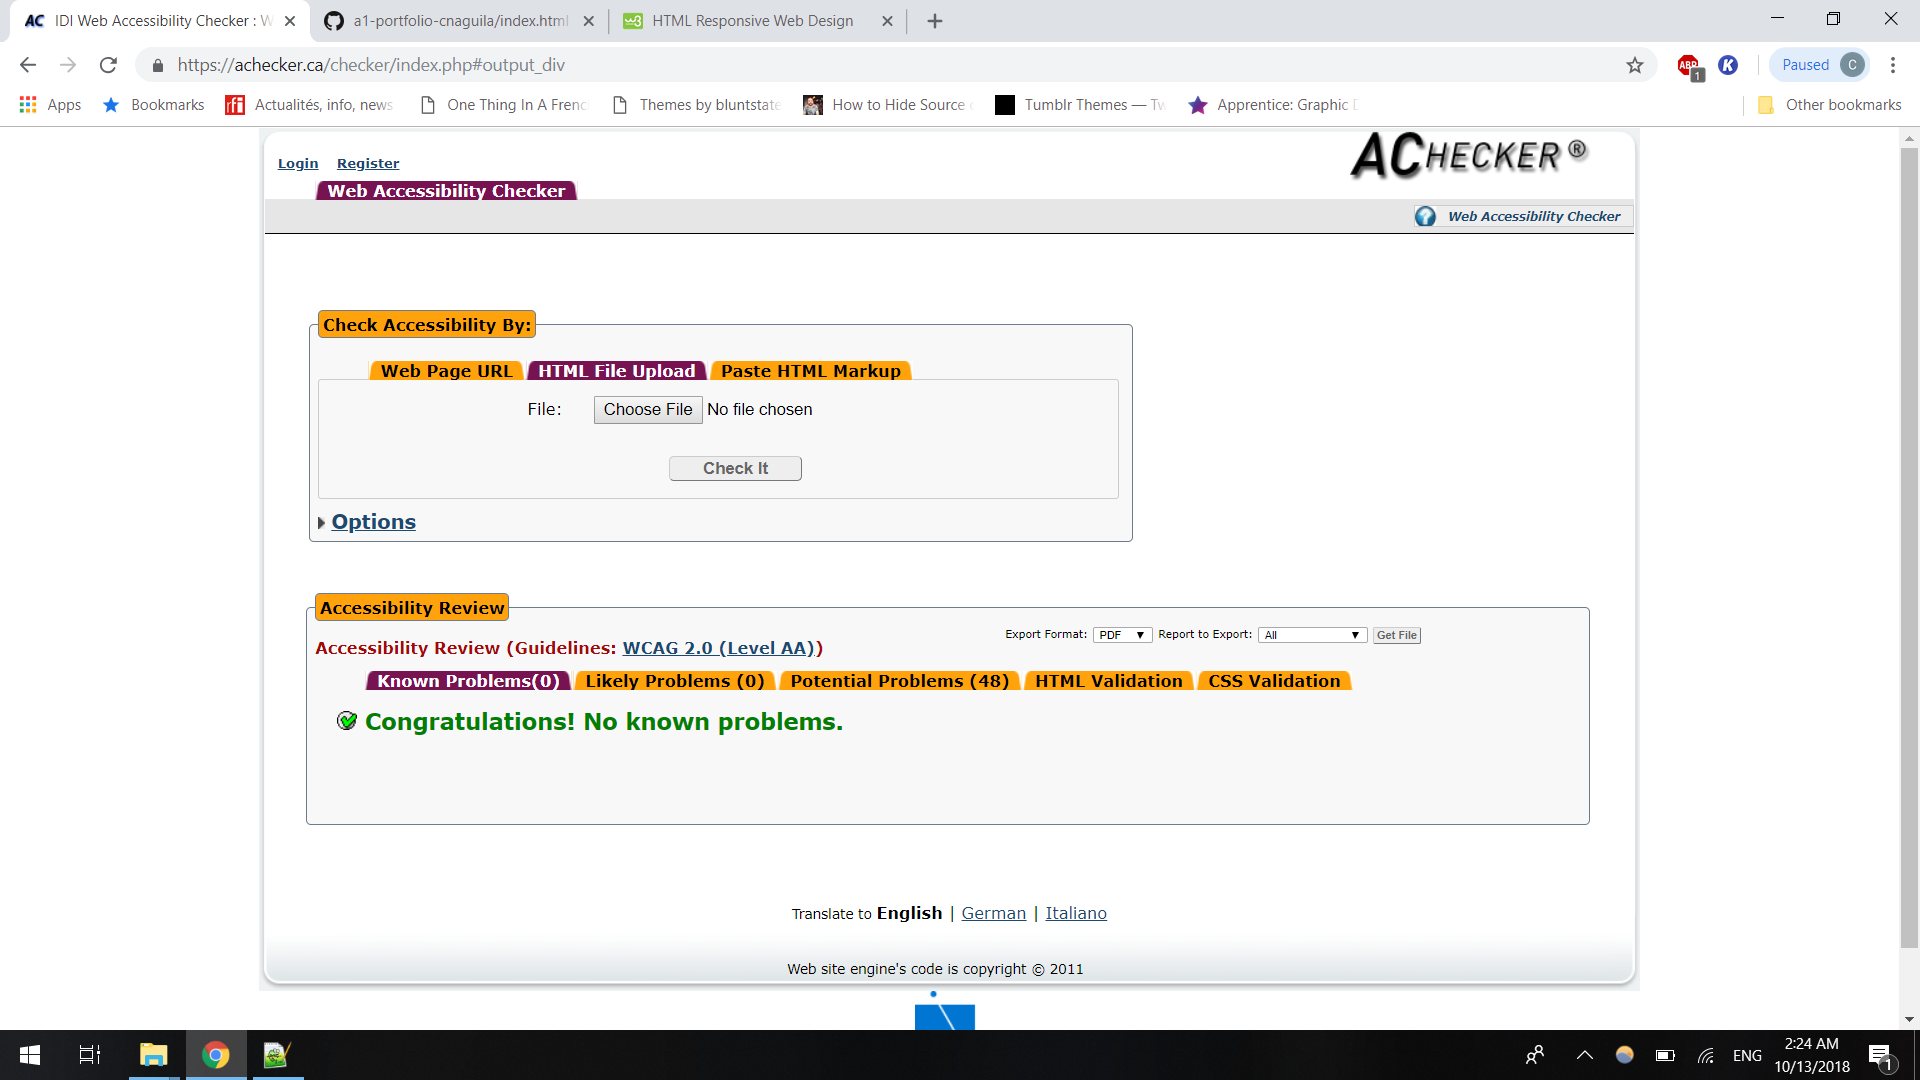 AC IDI Web Accessibility Checker : W
a1-portfolio-cnaguila/index.html
HTML Responsive Web Design
https://achecker.ca/checker/index.php#output_div
ABP 1 K Paused C
Apps Bookmarks rfi Actualités, info, news One Thing In A Frenc Themes by bluntstate How to Hide Source Tumblr Themes — Tw Apprentice: Graphic D Other bookmarks
Login Register
ACHECKER ®
Web Accessibility Checker
? Web Accessibility Checker
Check Accessibility By:
Web Page URL HTML File Upload Paste HTML Markup
File: Choose File No file chosen
Check It
Options
Accessibility Review
Export Format: PDF Report to Export: All Get File
Accessibility Review (Guidelines: WCAG 2.0 (Level AA))
Known Problems(0) Likely Problems (0) Potential Problems (48) HTML Validation CSS Validation
Congratulations! No known problems.
Translate to English | German | Italiano
Web site engine's code is copyright © 2011
ENG
2:24 AM
10/13/2018
1